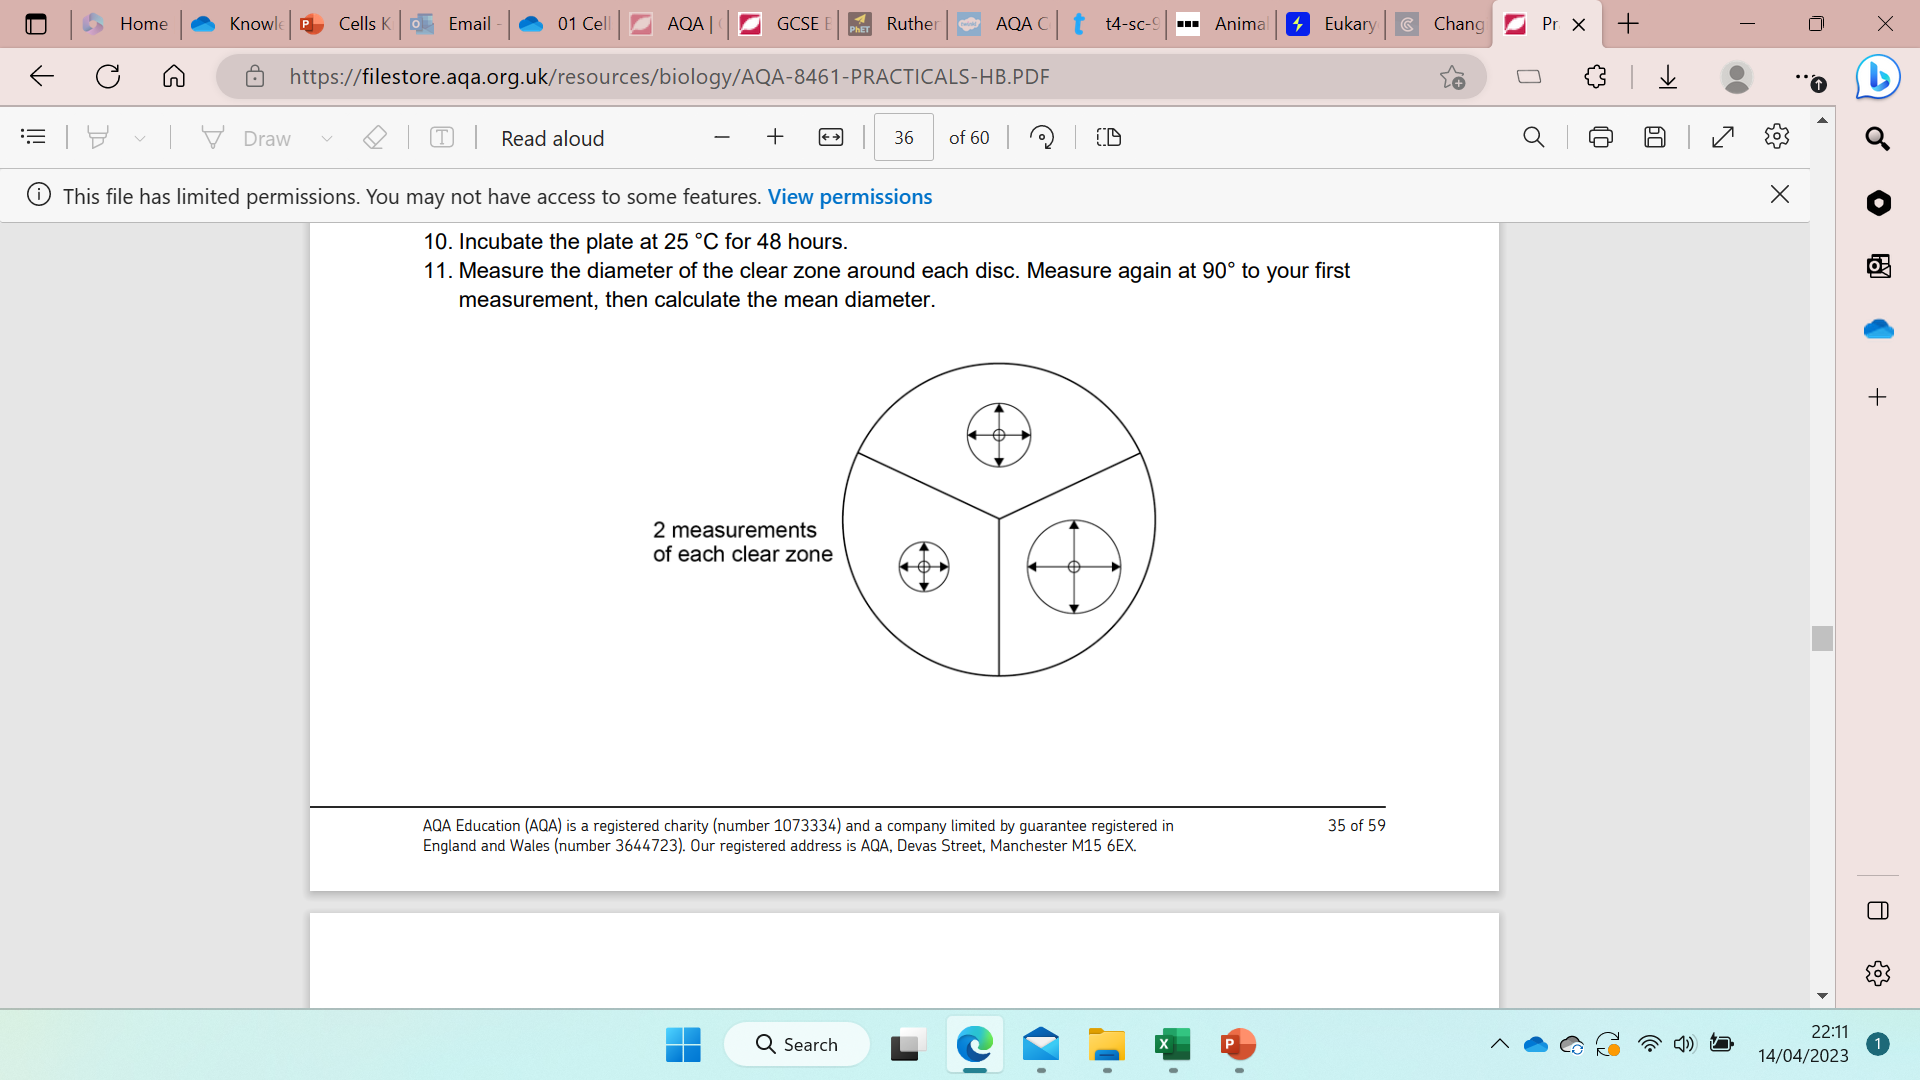 Home
Knowle
Cells K
Email -
01 Cell
AQA |
GCSE B
Ruther
AQA C
t4-sc-9
Animal
Eukary
Chang
Pr
https://filestore.aqa.org.uk/resources/biology/AQA-8461-PRACTICALS-HB.PDF
Draw
T
Read aloud
36
of 60
This file has limited permissions. You may not have access to some features. View permissions
10. Incubate the plate at 25 °C for 48 hours.
11. Measure the diameter of the clear zone around each disc. Measure again at 90° to your first
measurement, then calculate the mean diameter.
2 measurements
of each clear zone
AQA Education (AQA) is a registered charity (number 1073334) and a company limited by guarantee registered in
England and Wales (number 3644723). Our registered address is AQA, Devas Street, Manchester M15 6EX.
35 of 59
Search
22:11
14/04/2023
1